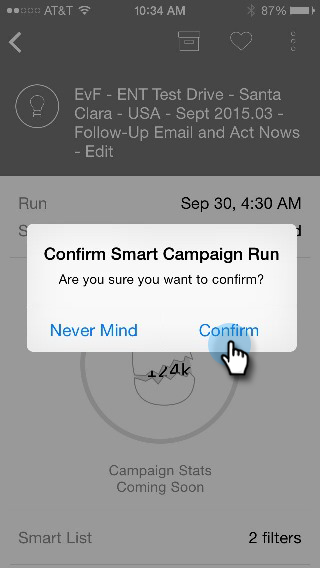 AT&T 10:34 AM 87%
EvF - ENT Test Drive - Santa
Clara - USA - Sept 2015.03 -
Follow-Up Email and Act Nows
- Edit
Run Sep 30, 4:30 AM
Confirm Smart Campaign Run
Are you sure you want to confirm?
Never Mind Confirm
124k
Campaign Stats
Coming Soon
Smart List 2 filters